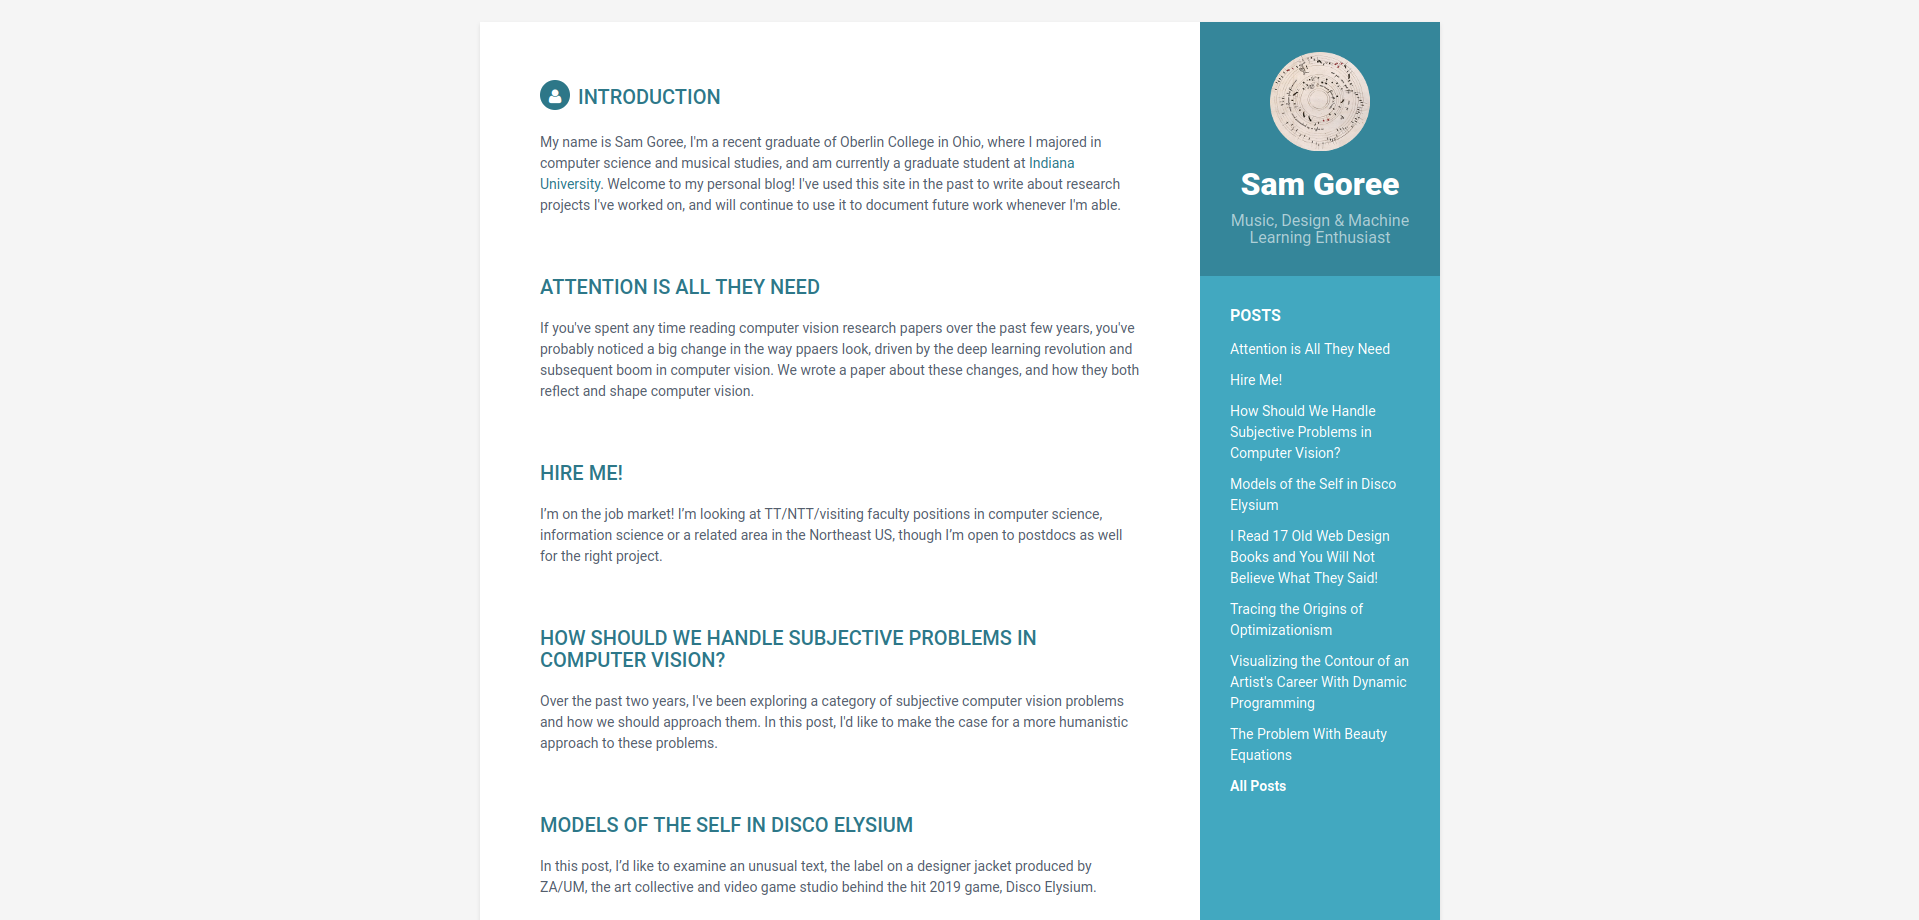 INTRODUCTION
My name is Sam Goree, I'm a recent graduate of Oberlin College in Ohio, where I majored in
computer science and musical studies, and am currently a graduate student at Indiana
University. Welcome to my personal blog! I've used this site in the past to write about research
projects I've worked on, and will continue to use it to document future work whenever I'm able.
ATTENTION IS ALL THEY NEED
If you've spent any time reading computer vision research papers over the past few years, you've
probably noticed a big change in the way ppaers look, driven by the deep learning revolution and
subsequent boom in computer vision. We wrote a paper about these changes, and how they both
reflect and shape computer vision.
HIRE ME!
I’m on the job market! I’m looking at TT/NTT/visiting faculty positions in computer science,
information science or a related area in the Northeast US, though I’m open to postdocs as well
for the right project.
HOW SHOULD WE HANDLE SUBJECTIVE PROBLEMS IN
COMPUTER VISION?
Over the past two years, I've been exploring a category of subjective computer vision problems
and how we should approach them. In this post, I'd like to make the case for a more humanistic
approach to these problems.
MODELS OF THE SELF IN DISCO ELYSIUM
In this post, I’d like to examine an unusual text, the label on a designer jacket produced by
ZA/UM, the art collective and video game studio behind the hit 2019 game, Disco Elysium.
Sam Goree
Music, Design & Machine
Learning Enthusiast
POSTS
Attention is All They Need
Hire Me!
How Should We Handle
Subjective Problems in
Computer Vision?
Models of the Self in Disco
Elysium
I Read 17 Old Web Design
Books and You Will Not
Believe What They Said!
Tracing the Origins of
Optimizationism
Visualizing the Contour of an
Artist's Career With Dynamic
Programming
The Problem With Beauty
Equations
All Posts